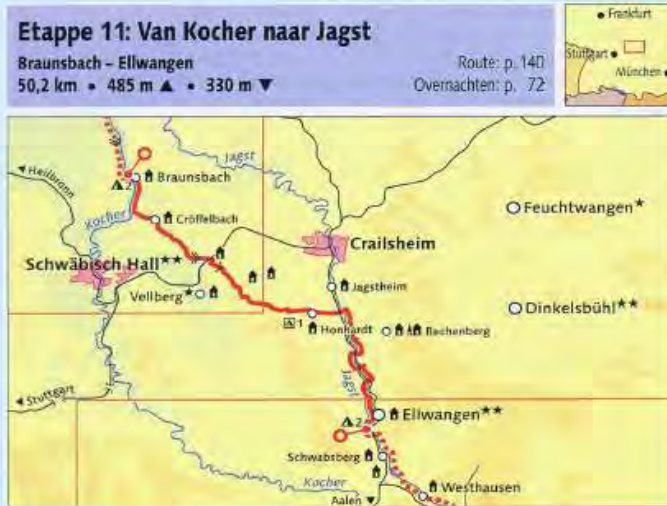 Etappe 11: Van Kocher naar Jagst
Braunsbach – Ellwangen
50,2 km • 485 m ▲ • 330 m ▼
Route: p. 140
Overnachten: p. 72
Frankfurt
Stuttgart
München
Jagst
Heilbronn
2
Braunsbach
Kocher
Cröffelbach
Feuchtwangen★
Crailsheim
Schwäbisch Hall★★
Vellberg ★
Jagstheim
Dinkelsbühl★★
1
Honhardt
Rechenberg
Jagst
Stuttgart
2
Ellwangen★★
Schwabsberg
Kocher
Aalen
Westhausen